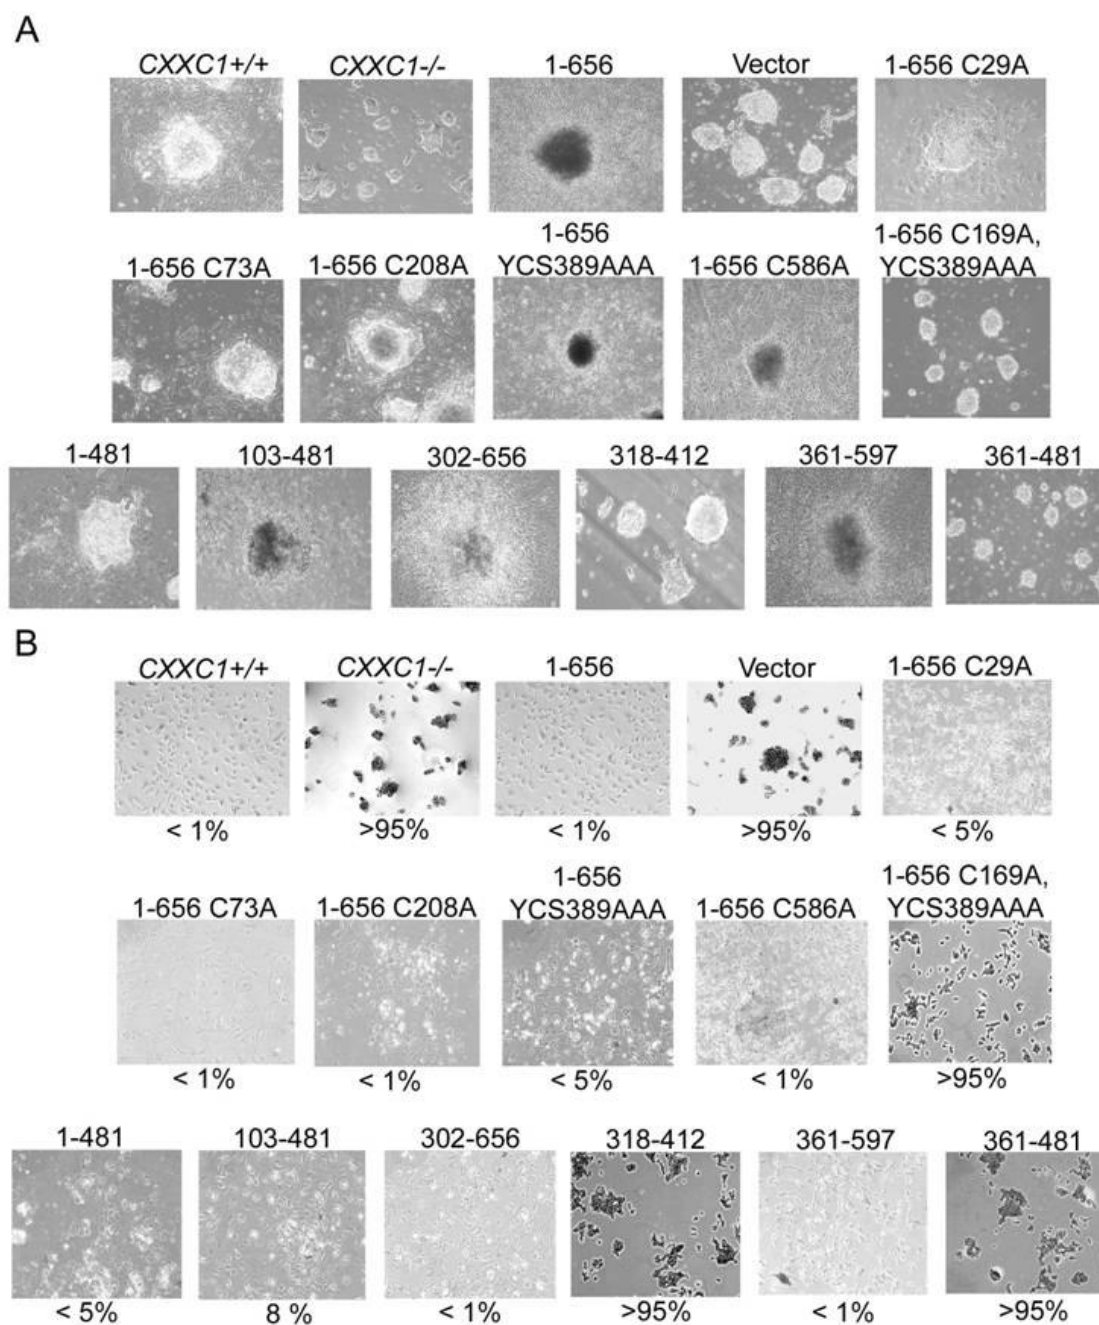 A
CXXC1+/+ CXXC1-/- 1-656 Vector 1-656 C29A
1-656 C73A 1-656 C208A 1-656 YCS389AAA 1-656 C586A 1-656 C169A, YCS389AAA
1-481 103-481 302-656 318-412 361-597 361-481
B
CXXC1+/+ CXXC1-/- 1-656 Vector 1-656 C29A
< 1% >95% < 1% >95% < 5%
1-656 C73A 1-656 C208A 1-656 YCS389AAA 1-656 C586A 1-656 C169A, YCS389AAA
< 1% < 1% < 5% < 1% >95%
1-481 103-481 302-656 318-412 361-597 361-481
< 5% 8 % < 1% >95% < 1% >95%